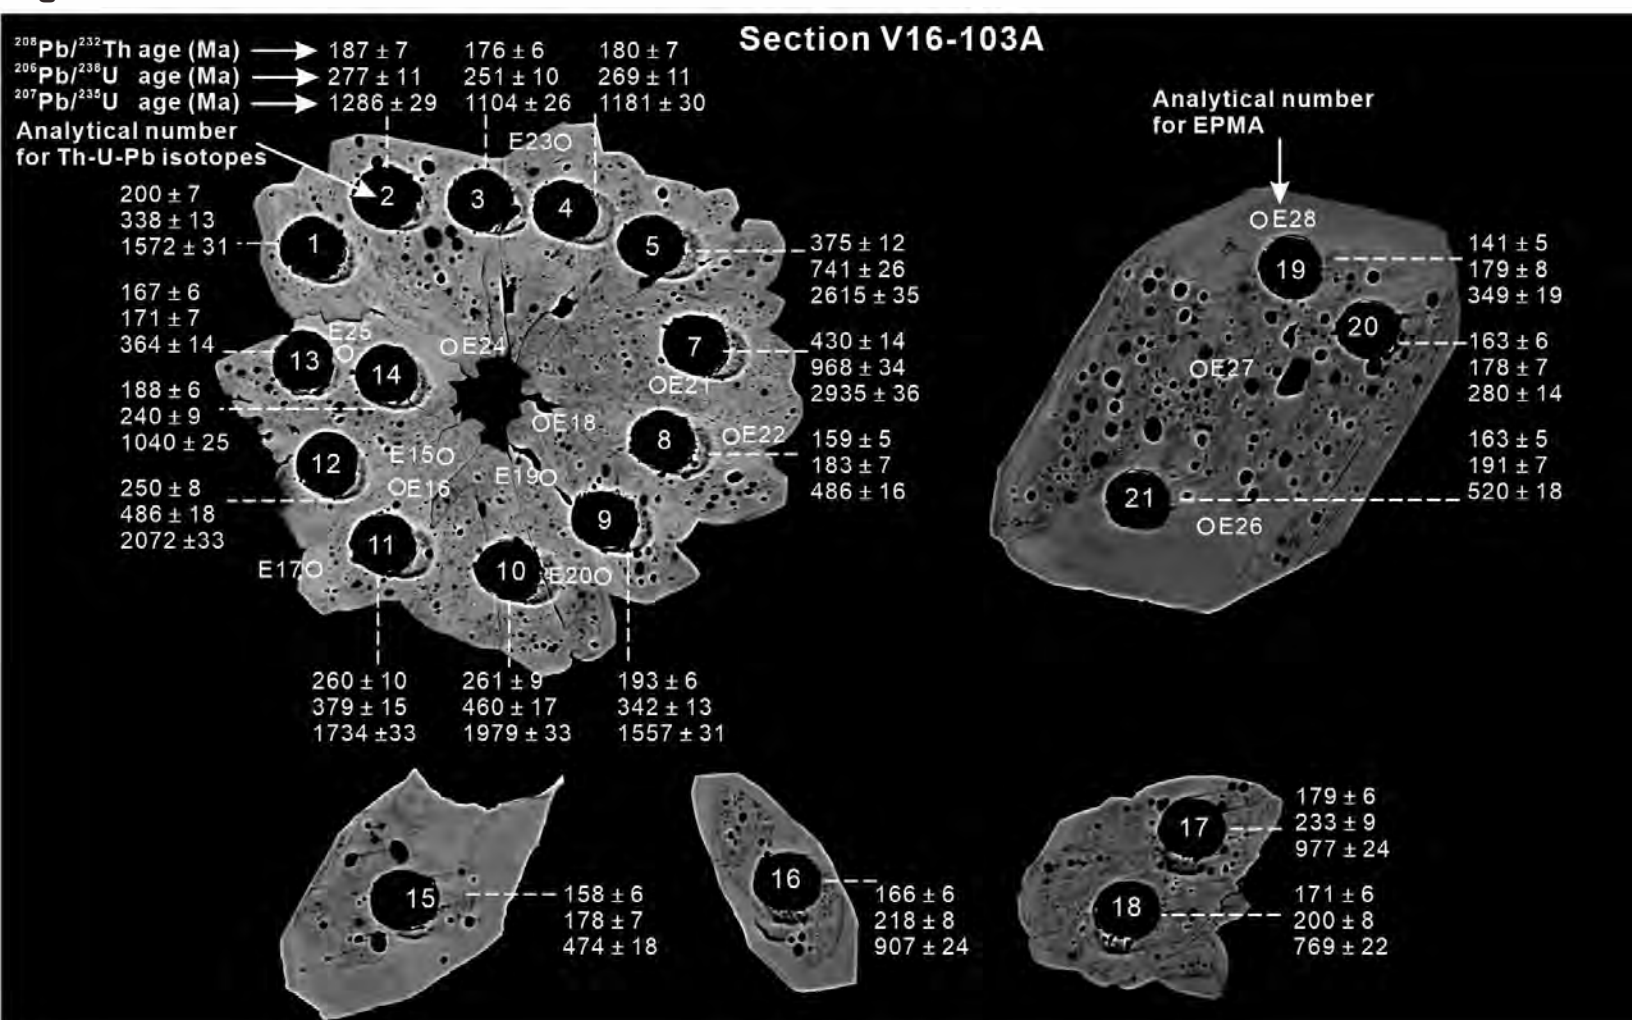 Section V16-103A
²⁰⁸Pb/²³²Th age (Ma) 187 ± 7 176 ± 6 180 ± 7
²⁰⁶Pb/²³⁸U age (Ma) 277 ± 11 251 ± 10 269 ± 11
²⁰⁷Pb/²³⁵U age (Ma) 1286 ± 29 1104 ± 26 1181 ± 30
Analytical number
for Th-U-Pb isotopes
Analytical number
for EPMA
200 ± 7
338 ± 13
1572 ± 31
167 ± 6
171 ± 7
364 ± 14
188 ± 6
240 ± 9
1040 ± 25
250 ± 8
486 ± 18
2072 ±33
E23
2
3
4
1
5
E25
E24
13
14
7
E21
E18
8
E22
12
E15
E16
E19
9
11
10
E20
E17
375 ± 12
741 ± 26
2615 ± 35
430 ± 14
968 ± 34
2935 ± 36
159 ± 5
183 ± 7
486 ± 16
260 ± 10
379 ± 15
1734 ±33
261 ± 9
460 ± 17
1979 ± 33
193 ± 6
342 ± 13
1557 ± 31
E28
19
20
E27
21
E26
141 ± 5
179 ± 8
349 ± 19
163 ± 6
178 ± 7
280 ± 14
163 ± 5
191 ± 7
520 ± 18
15
158 ± 6
178 ± 7
474 ± 18
16
166 ± 6
218 ± 8
907 ± 24
17
18
179 ± 6
233 ± 9
977 ± 24
171 ± 6
200 ± 8
769 ± 22